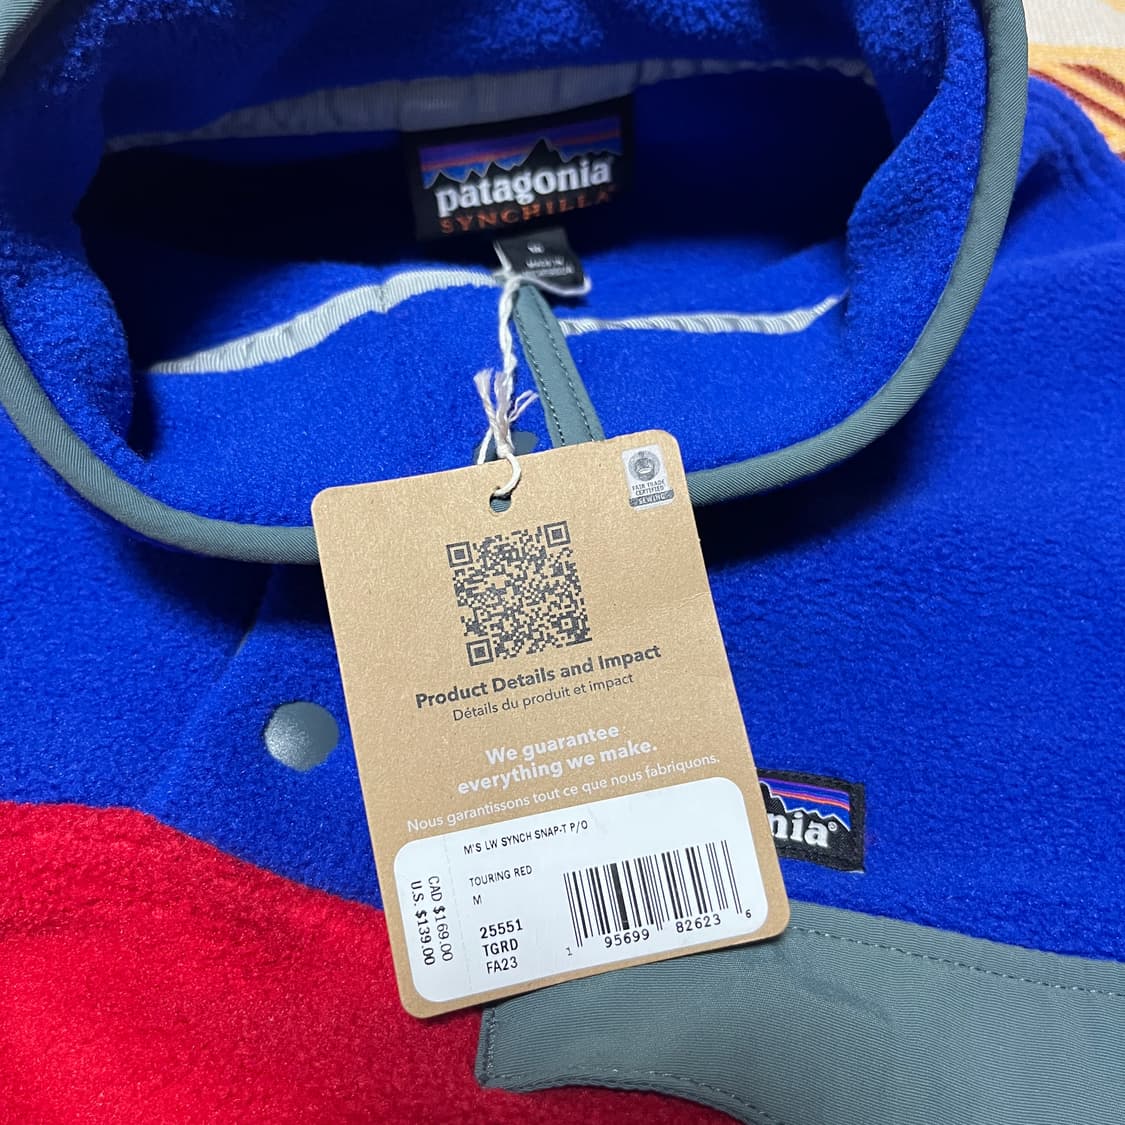 patagonia
SYNCHILLA®
M
MADE IN
FAIR TRADE
CERTIFIED
SEWING
Product Details and Impact
Détails du produit et impact
We guarantee
everything we make.
Nous garantissons tout ce que nous fabriquons.
nia®
M'S LW SYNCH SNAP-T P/O
TOURING RED
M
25551
TGRD
FA23
CAD $169.00
U.S. $139.00
1 95699 82623 6